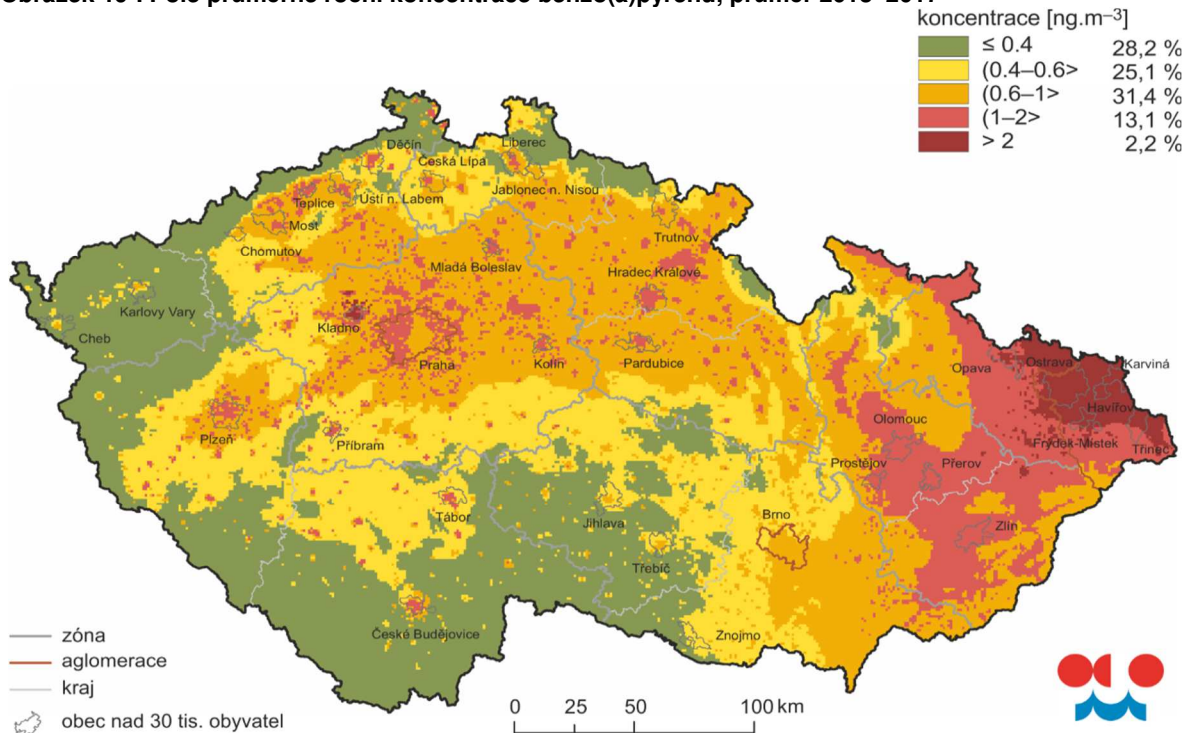 koncentrace [ng.m⁻³]
≤ 0.4 28,2 %
(0.4–0.6> 25,1 %
(0.6–1> 31,4 %
(1–2> 13,1 %
> 2 2,2 %
Děčín
Liberec
Česká Lípa
Jablonec n. Nisou
Teplice
Ústí n. Labem
Most
Chomutov
Trutnov
Mladá Boleslav
Hradec Králové
Karlovy Vary
Kladno
Cheb
Praha
Kolín
Pardubice
Opava
Ostrava
Karviná
Havířov
Olomouc
Plzeň
Příbram
Frýdek-Místek
Třinec
Prostějov
Přerov
Tábor
Jihlava
Brno
Zlín
Třebíč
České Budějovice
Znojmo
zóna
aglomerace
kraj
obec nad 30 tis. obyvatel
0 25 50 100 km